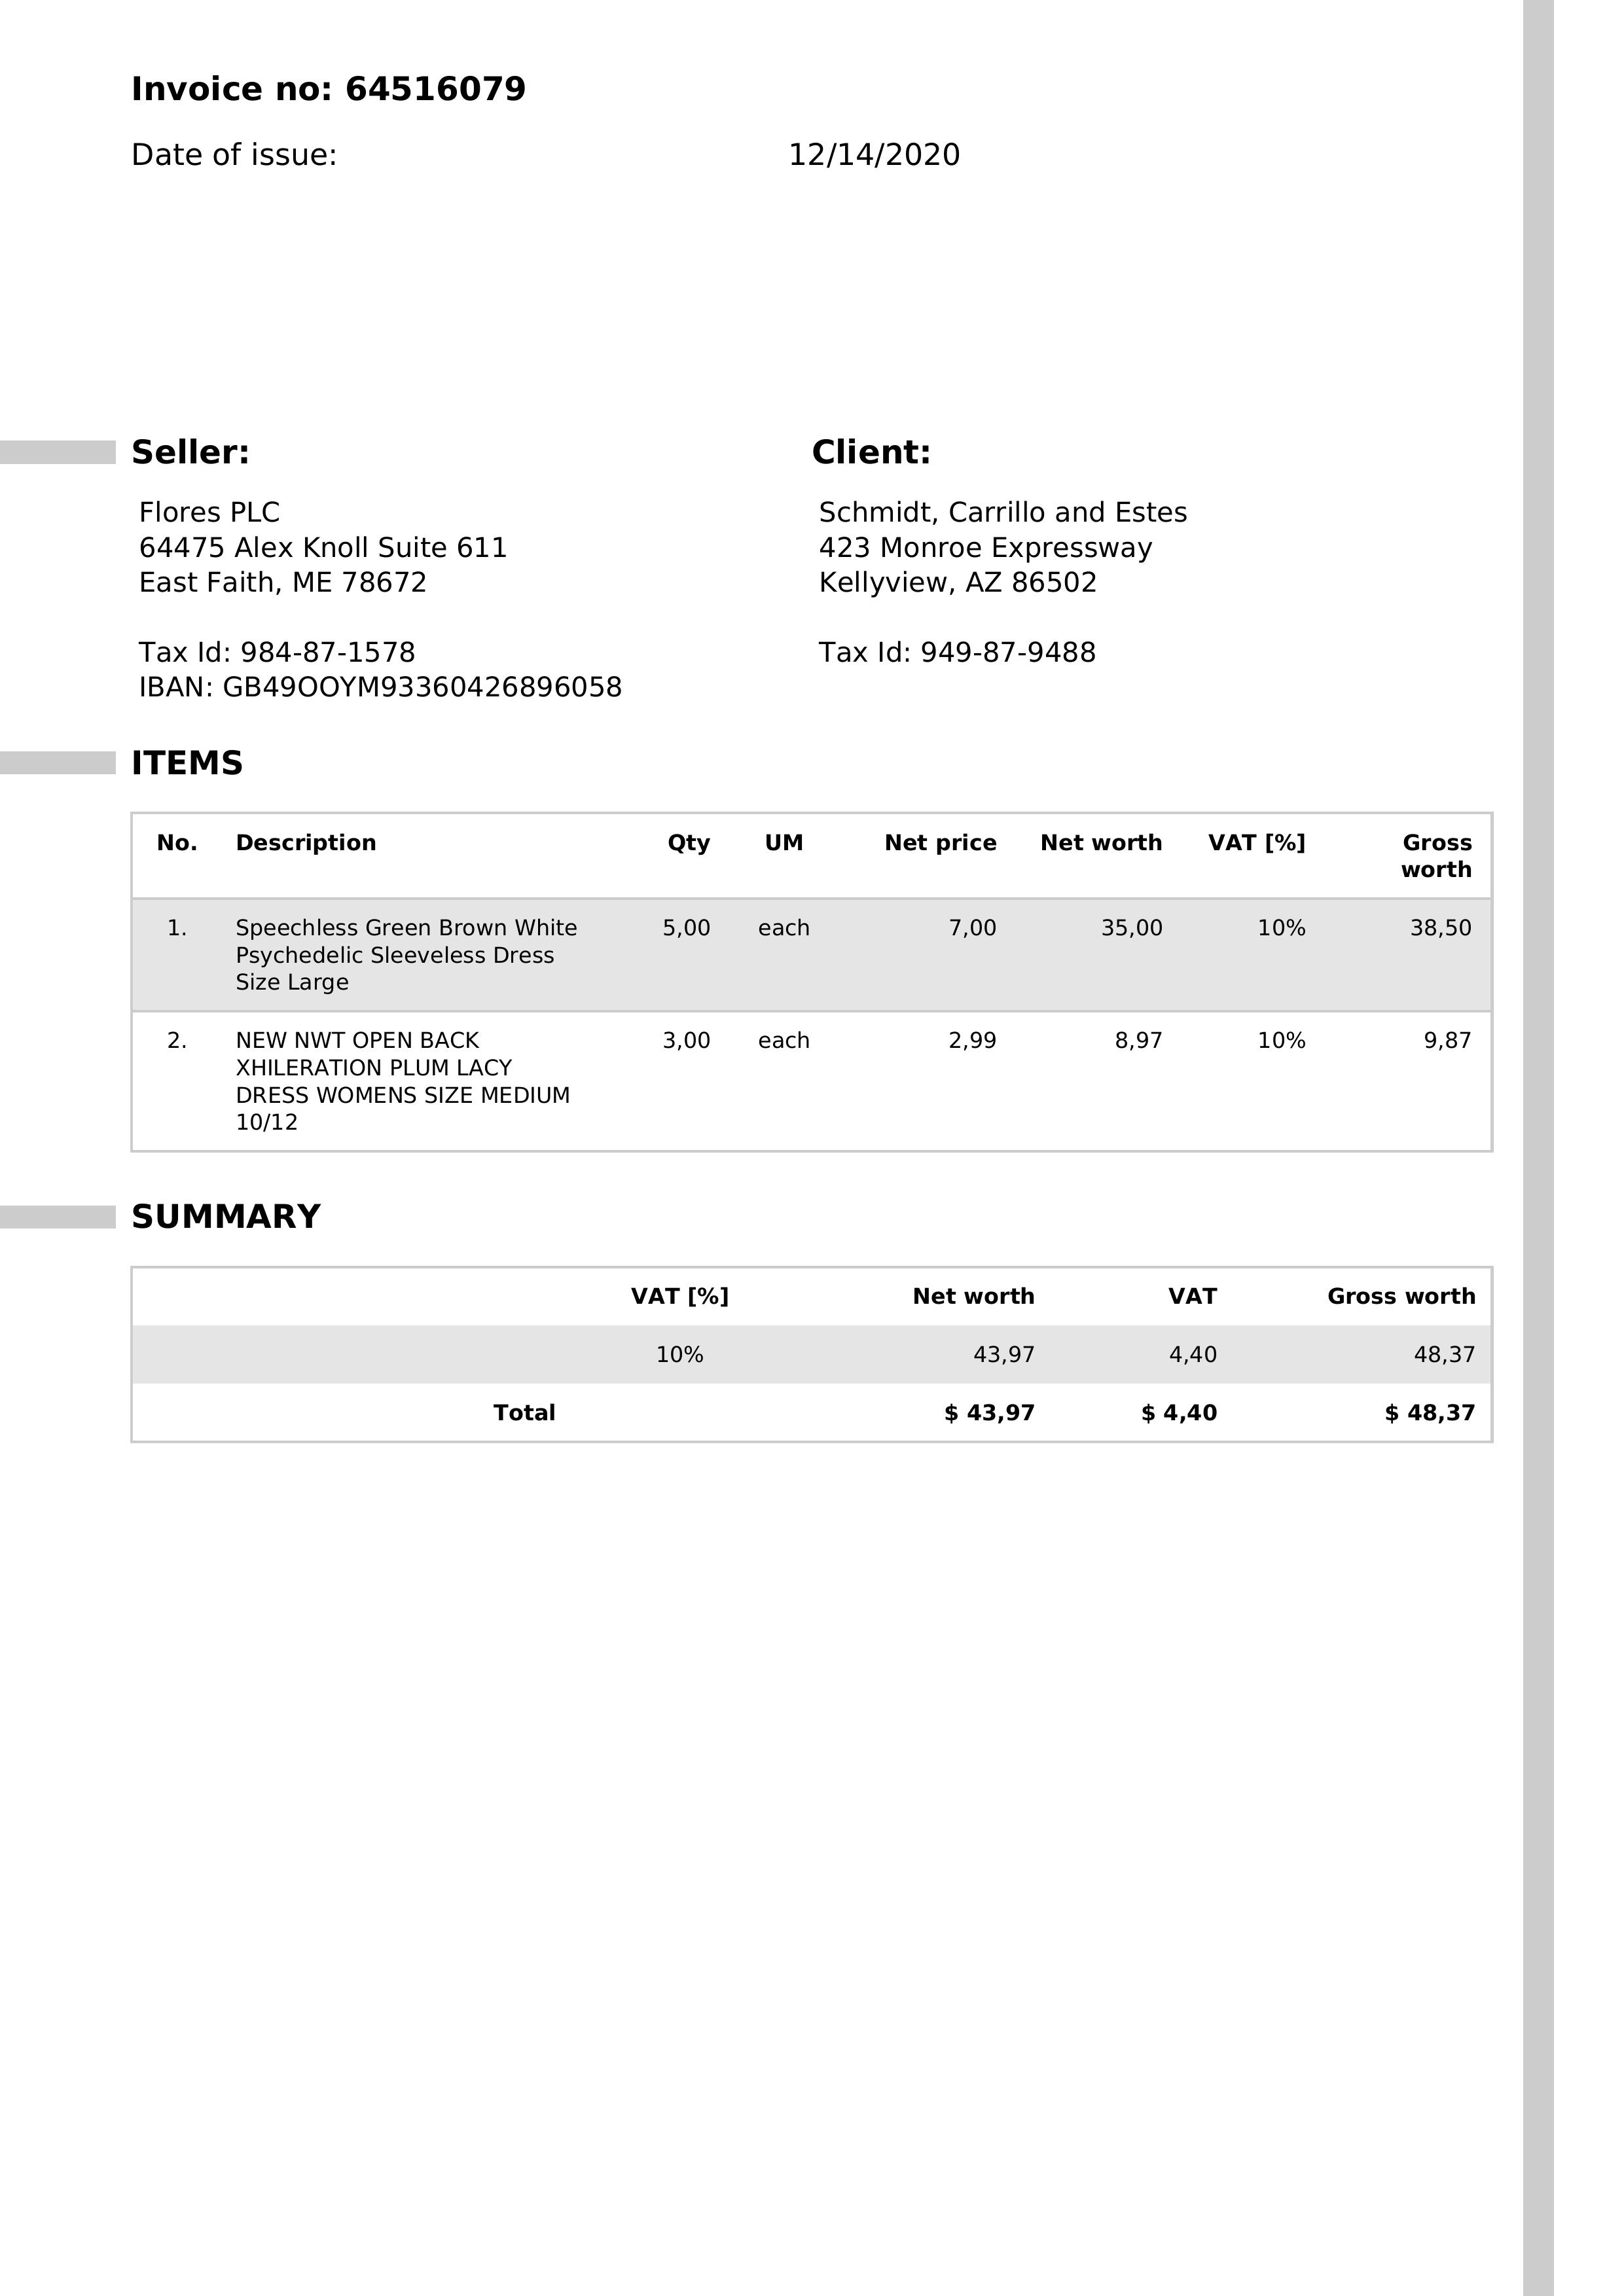 Invoice no: 64516079
Date of issue: 12/14/2020
Seller:
Flores PLC
64475 Alex Knoll Suite 611
East Faith, ME 78672
Tax Id: 984-87-1578
IBAN: GB49OOYM93360426896058
Client:
Schmidt, Carrillo and Estes
423 Monroe Expressway
Kellyview, AZ 86502
Tax Id: 949-87-9488
ITEMS
No. Description Qty UM Net price Net worth VAT [%] Gross
worth
1. Speechless Green Brown White 5,00 each 7,00 35,00 10% 38,50
Psychedelic Sleeveless Dress
Size Large
2. NEW NWT OPEN BACK 3,00 each 2,99 8,97 10% 9,87
XHILERATION PLUM LACY
DRESS WOMENS SIZE MEDIUM
10/12
SUMMARY
VAT [%] Net worth VAT Gross worth
10% 43,97 4,40 48,37
Total $ 43,97 $ 4,40 $ 48,37